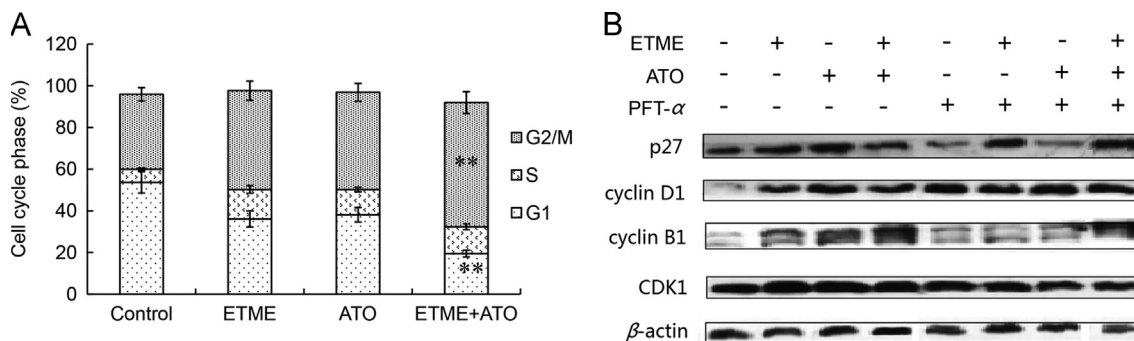 A
Cell cycle phase (%)
120
100
80
60
40
20
0
**
**
Control
ETME
ATO
ETME+ATO
G2/M
S
G1
B
ETME - + - + - + - +
ATO - - + + - - + +
PFT-α - - - - + + + +
p27
cyclin D1
cyclin B1
CDK1
β-actin